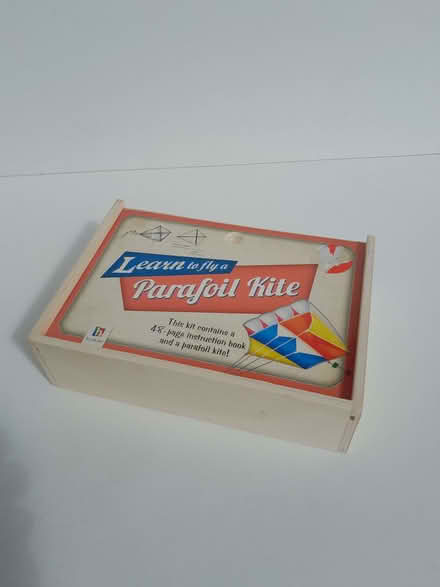 Learn to fly a
Parafoil Kite
This kit contains a
48-page instruction book
and a parafoil kite!